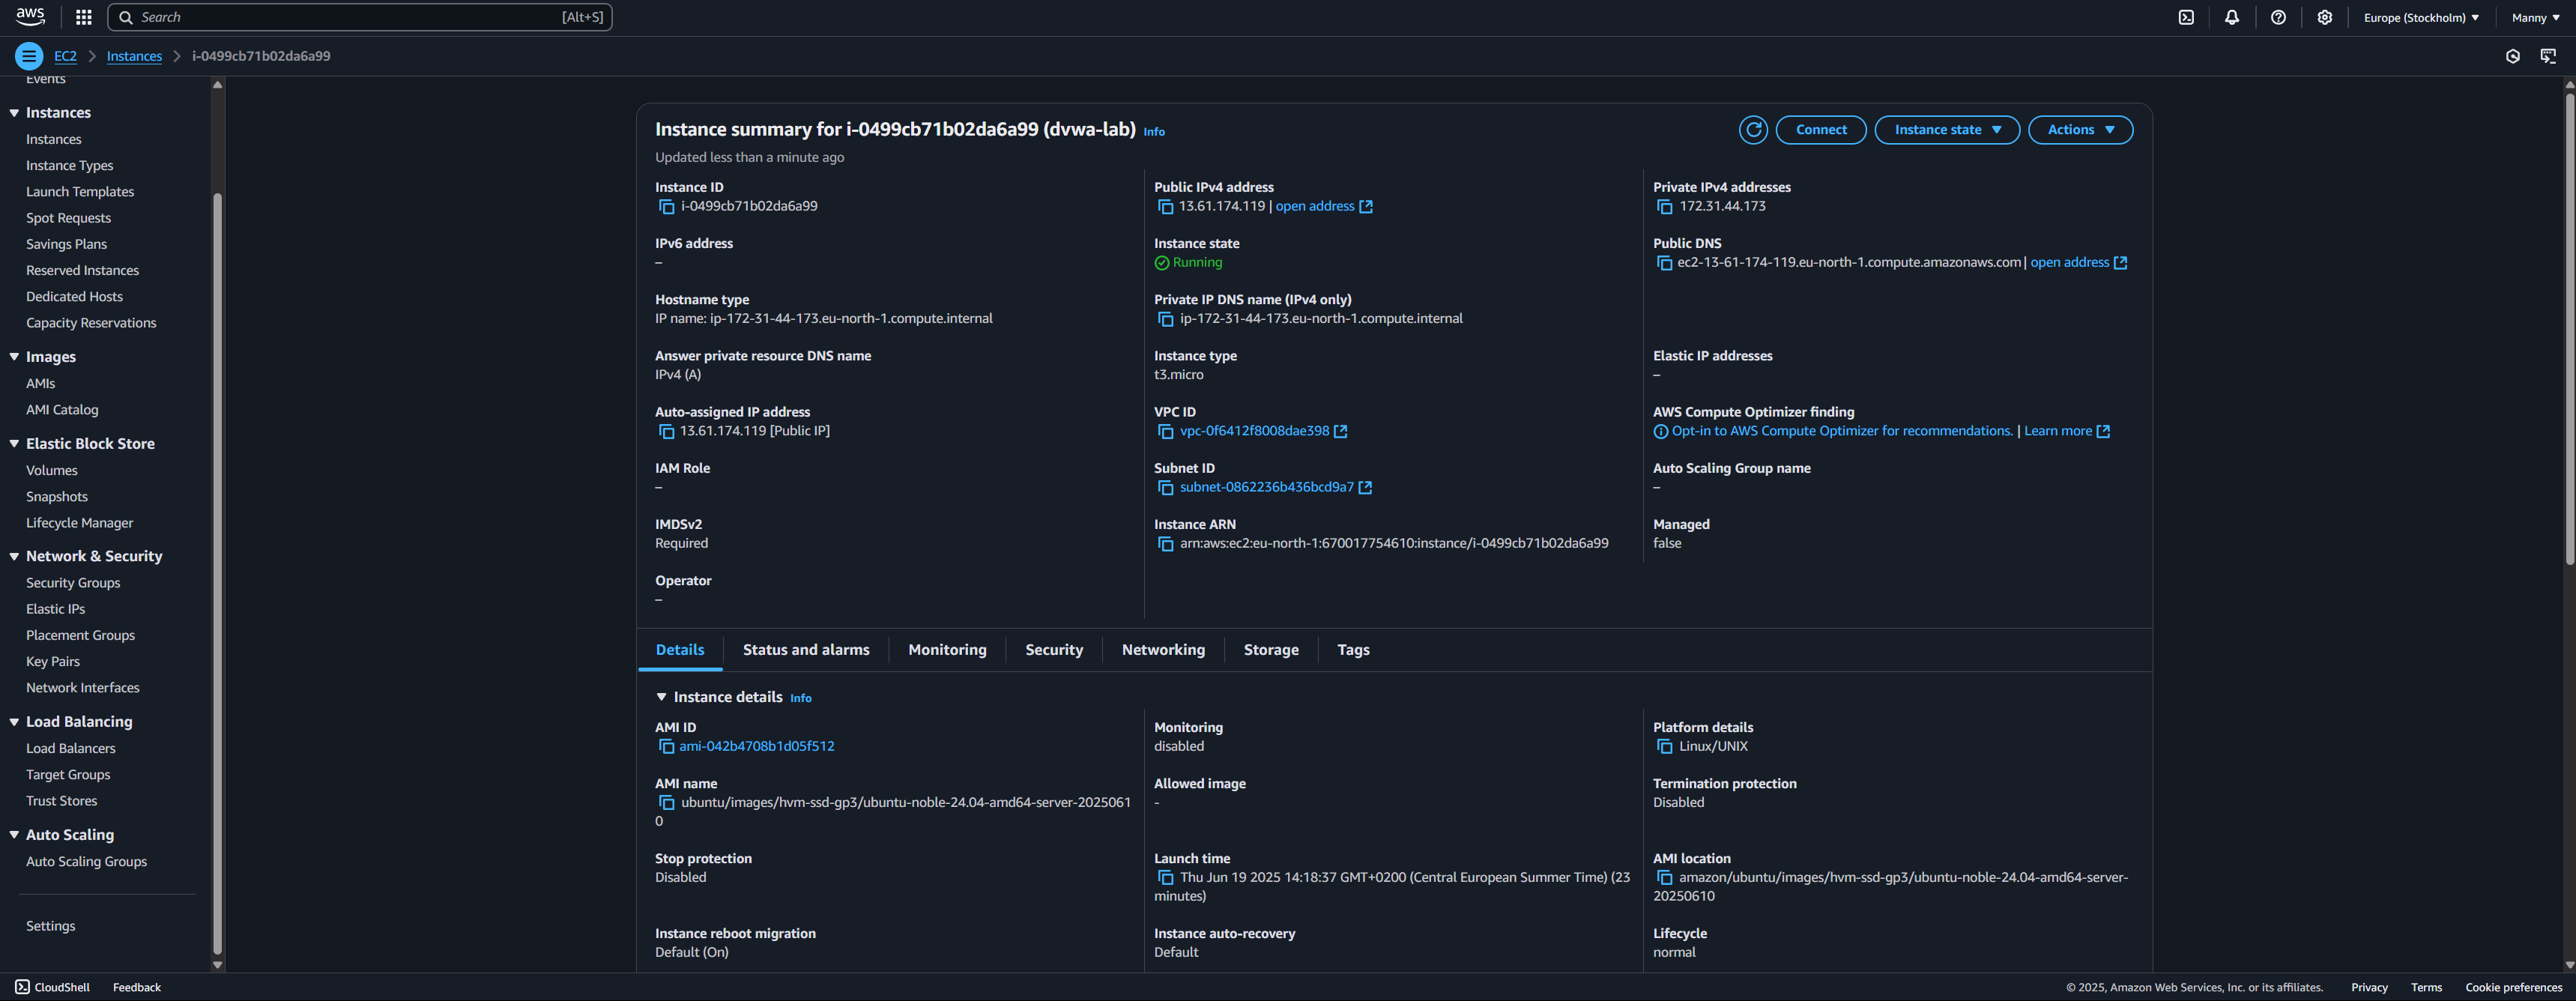 aws
Search
[Alt+S]
Europe (Stockholm)
Manny
EC2
Instances
i-0499cb71b02da6a99
Events
Instances
Instances
Instance Types
Launch Templates
Spot Requests
Savings Plans
Reserved Instances
Dedicated Hosts
Capacity Reservations
Images
AMIs
AMI Catalog
Elastic Block Store
Volumes
Snapshots
Lifecycle Manager
Network & Security
Security Groups
Elastic IPs
Placement Groups
Key Pairs
Network Interfaces
Load Balancing
Load Balancers
Target Groups
Trust Stores
Auto Scaling
Auto Scaling Groups
Settings
Instance summary for i-0499cb71b02da6a99 (dvwa-lab) Info
Updated less than a minute ago
Connect
Instance state
Actions
Instance ID
i-0499cb71b02da6a99
Public IPv4 address
13.61.174.119 | open address
Private IPv4 addresses
172.31.44.173
IPv6 address
–
Instance state
Running
Public DNS
ec2-13-61-174-119.eu-north-1.compute.amazonaws.com | open address
Hostname type
IP name: ip-172-31-44-173.eu-north-1.compute.internal
Private IP DNS name (IPv4 only)
ip-172-31-44-173.eu-north-1.compute.internal
Answer private resource DNS name
IPv4 (A)
Instance type
t3.micro
Elastic IP addresses
–
Auto-assigned IP address
13.61.174.119 [Public IP]
VPC ID
vpc-0f6412f8008dae398
AWS Compute Optimizer finding
Opt-in to AWS Compute Optimizer for recommendations. | Learn more
IAM Role
–
Subnet ID
subnet-0862236b436bcd9a7
Auto Scaling Group name
–
IMDSv2
Required
Instance ARN
arn:aws:ec2:eu-north-1:670017754610:instance/i-0499cb71b02da6a99
Managed
false
Operator
–
Details
Status and alarms
Monitoring
Security
Networking
Storage
Tags
Instance details Info
AMI ID
ami-042b4708b1d05f512
Monitoring
disabled
Platform details
Linux/UNIX
AMI name
ubuntu/images/hvm-ssd-gp3/ubuntu-noble-24.04-amd64-server-2025061
0
Allowed image
-
Termination protection
Disabled
Stop protection
Disabled
Launch time
Thu Jun 19 2025 14:18:37 GMT+0200 (Central European Summer Time) (23
minutes)
AMI location
amazon/ubuntu/images/hvm-ssd-gp3/ubuntu-noble-24.04-amd64-server-
20250610
Instance reboot migration
Default (On)
Instance auto-recovery
Default
Lifecycle
normal
CloudShell
Feedback
© 2025, Amazon Web Services, Inc. or its affiliates.
Privacy
Terms
Cookie preferences